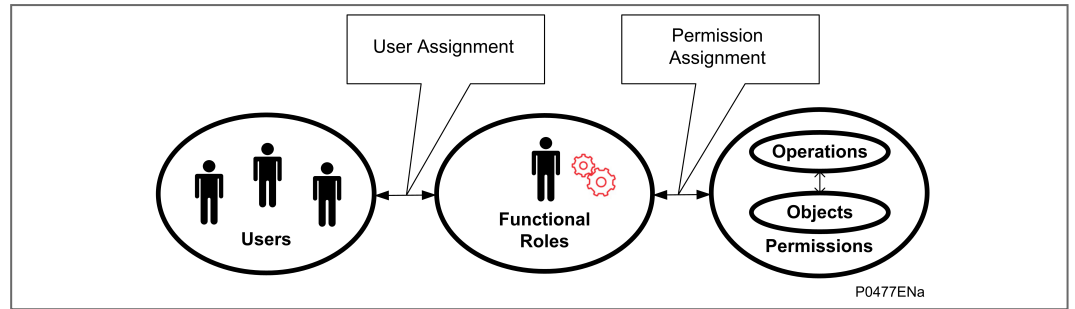 User Assignment
Permission
Assignment
Operations
Objects
Permissions
Functional
Roles
Users
P0477ENa